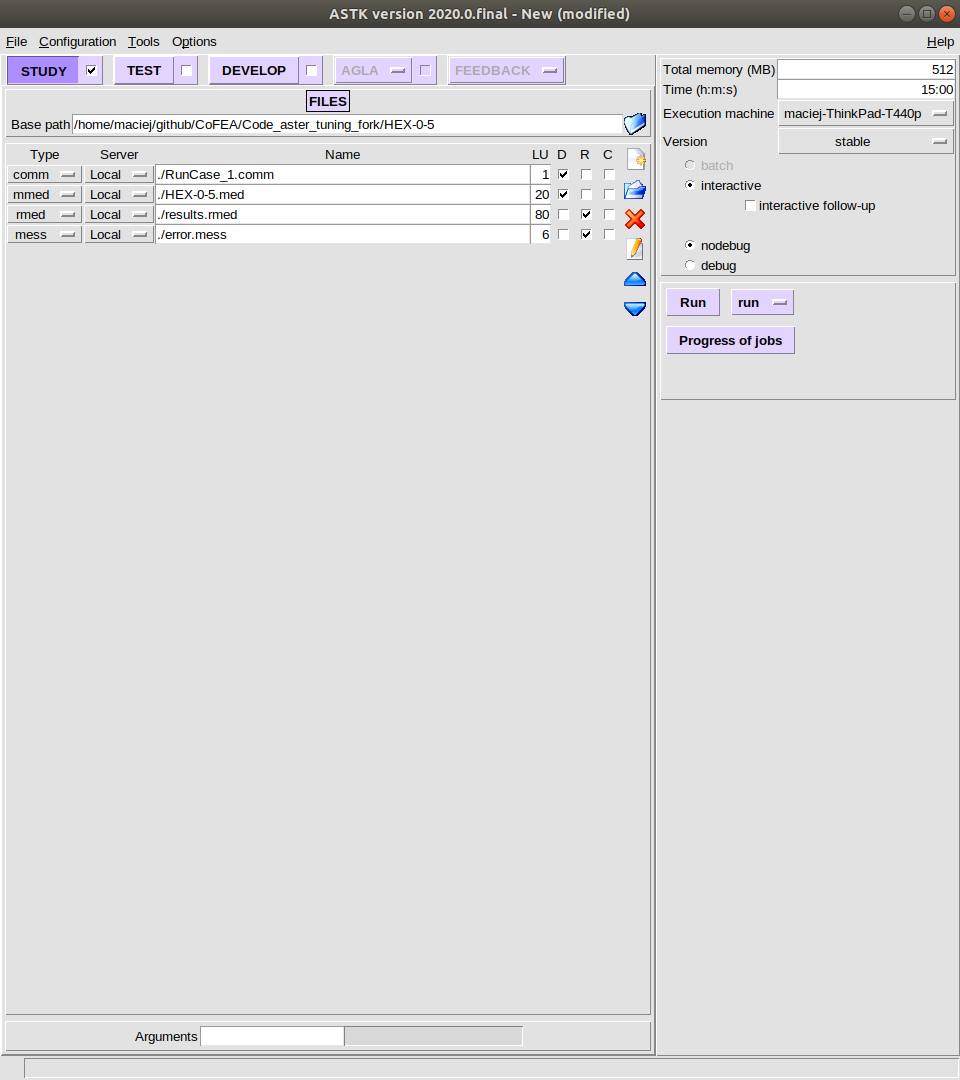 ASTK version 2020.0.final - New (modified)
File Configuration Tools Options Help
STUDY TEST DEVELOP AGLA FEEDBACK
FILES
Base path /home/maciej/github/CoFEA/Code_aster_tuning_fork/HEX-0-5
Type Server Name LU D R C
comm Local ./RunCase_1.comm 1
mmed Local ./HEX-0-5.med 20
rmed Local ./results.rmed 80
mess Local ./error.mess 6
Arguments
Total memory (MB) 512
Time (h:m:s) 15:00
Execution machine maciej-ThinkPad-T440p
Version stable
batch
interactive
interactive follow-up
nodebug
debug
Run run
Progress of jobs